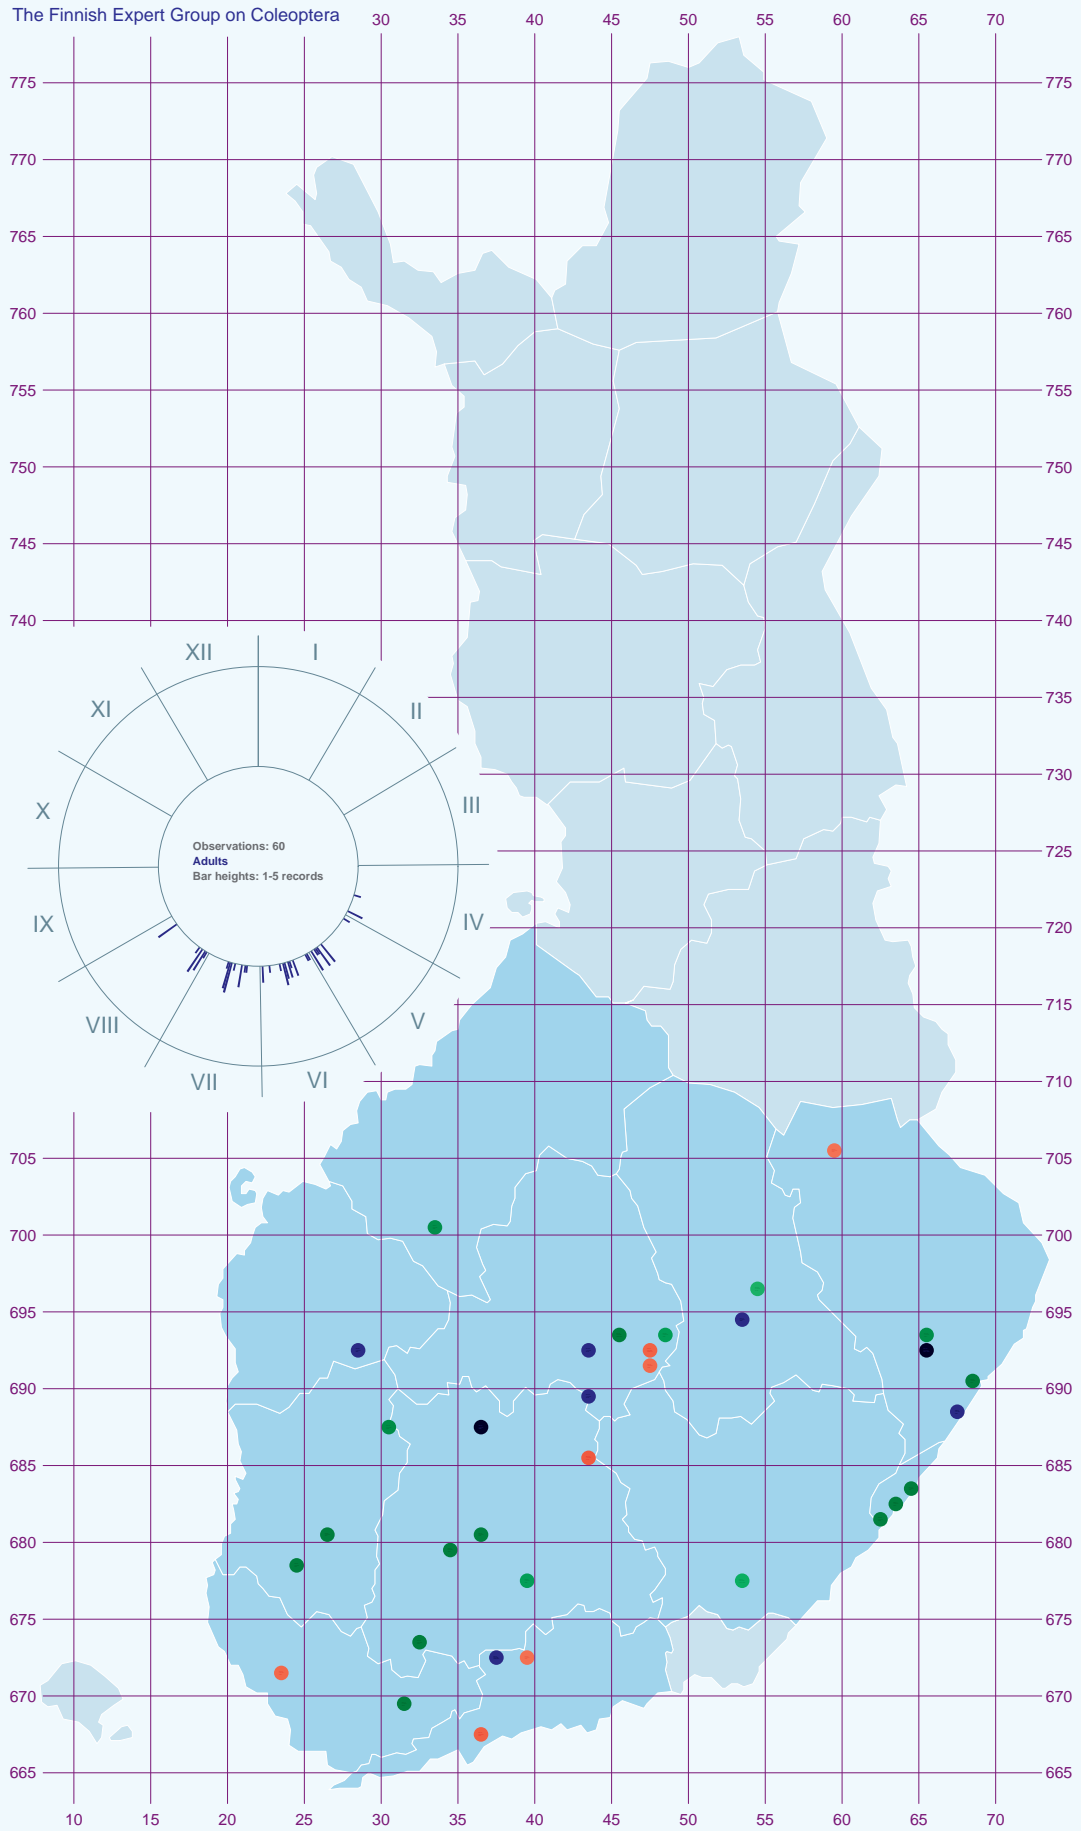 The Finnish Expert Group on Coleoptera
30 35 40 45 50 55 60 65 70
775 775
770 770
765 765
760 760
755 755
750 750
745 745
740 740
XII I
735
XI II
730
X III
725
Observations: 60
Adults
Bar heights: 1-5 records
IX IV 720
715
VIII V
VII VI 710
705 705
700 700
695 695
690 690
685 685
680 680
675 675
670 670
665 665
10 15 20 25 30 35 40 45 50 55 60 65 70